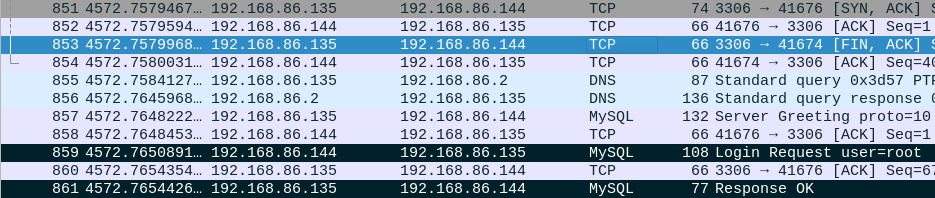 851 4572.7579467… 192.168.86.135 192.168.86.144 TCP 74 3306 → 41676 [SYN, ACK] S
852 4572.7579594… 192.168.86.144 192.168.86.135 TCP 66 41676 → 3306 [ACK] Seq=1
853 4572.7579968… 192.168.86.135 192.168.86.144 TCP 66 3306 → 41674 [FIN, ACK] S
854 4572.7580031… 192.168.86.144 192.168.86.135 TCP 66 41674 → 3306 [ACK] Seq=40
855 4572.7584127… 192.168.86.135 192.168.86.2 DNS 87 Standard query 0x3d57 PTR
856 4572.7645968… 192.168.86.2 192.168.86.135 DNS 136 Standard query response 0
857 4572.7648222… 192.168.86.135 192.168.86.144 MySQL 132 Server Greeting proto=10
858 4572.7648453… 192.168.86.144 192.168.86.135 TCP 66 41676 → 3306 [ACK] Seq=1
859 4572.7650891… 192.168.86.144 192.168.86.135 MySQL 108 Login Request user=root
860 4572.7654354… 192.168.86.135 192.168.86.144 TCP 66 3306 → 41676 [ACK] Seq=67
861 4572.7654426… 192.168.86.135 192.168.86.144 MySQL 77 Response OK